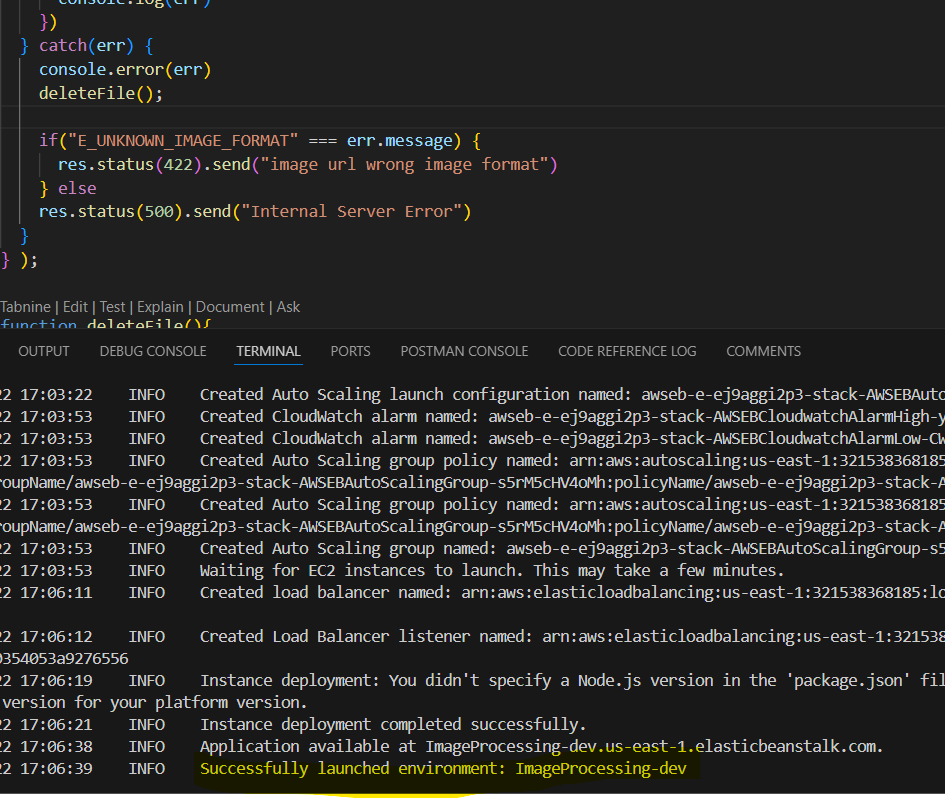 console.log(err)
})
} catch(err) {
console.error(err)
deleteFile();
if("E_UNKNOWN_IMAGE_FORMAT" === err.message) {
res.status(422).send("image url wrong image format")
} else
res.status(500).send("Internal Server Error")
}
} );
Tabnine | Edit | Test | Explain | Document | Ask
function deleteFile(){
OUTPUT DEBUG CONSOLE TERMINAL PORTS POSTMAN CONSOLE CODE REFERENCE LOG COMMENTS
22 17:03:22 INFO Created Auto Scaling launch configuration named: awseb-e-ej9aggi2p3-stack-AWSEBAuto
22 17:03:53 INFO Created CloudWatch alarm named: awseb-e-ej9aggi2p3-stack-AWSEBCloudwatchAlarmHigh-y
22 17:03:53 INFO Created CloudWatch alarm named: awseb-e-ej9aggi2p3-stack-AWSEBCloudwatchAlarmLow-CW
22 17:03:53 INFO Created Auto Scaling group policy named: arn:aws:autoscaling:us-east-1:321538368185
roupName/awseb-e-ej9aggi2p3-stack-AWSEBAutoScalingGroup-s5rM5cHV4oMh:policyName/awseb-e-ej9aggi2p3-stack-A
22 17:03:53 INFO Created Auto Scaling group policy named: arn:aws:autoscaling:us-east-1:321538368185
roupName/awseb-e-ej9aggi2p3-stack-AWSEBAutoScalingGroup-s5rM5cHV4oMh:policyName/awseb-e-ej9aggi2p3-stack-A
22 17:03:53 INFO Created Auto Scaling group named: awseb-e-ej9aggi2p3-stack-AWSEBAutoScalingGroup-s5
22 17:03:53 INFO Waiting for EC2 instances to launch. This may take a few minutes.
22 17:06:11 INFO Created load balancer named: arn:aws:elasticloadbalancing:us-east-1:321538368185:lo
22 17:06:12 INFO Created Load Balancer listener named: arn:aws:elasticloadbalancing:us-east-1:321538
0354053a9276556
22 17:06:19 INFO Instance deployment: You didn't specify a Node.js version in the 'package.json' fil
version for your platform version.
22 17:06:21 INFO Instance deployment completed successfully.
22 17:06:38 INFO Application available at ImageProcessing-dev.us-east-1.elasticbeanstalk.com.
22 17:06:39 INFO Successfully launched environment: ImageProcessing-dev